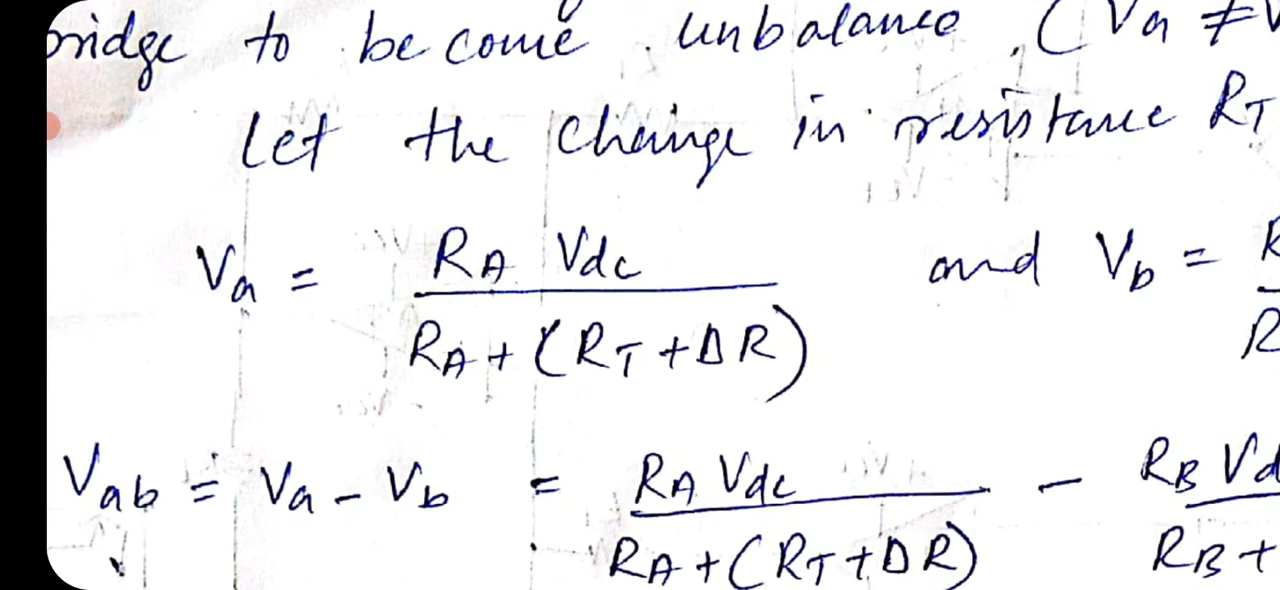 bridge to become unbalance. (Va ≠ V
Let the change in resistance RT
Va = RA Vdc / RA + (RT + ΔR) and Vb = R / R
Vab = Va - Vb = RA Vdc / RA + (RT + ΔR) - RB Vd / RB +